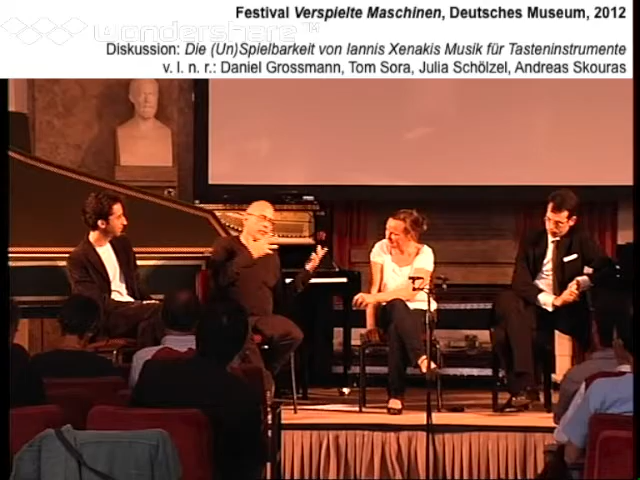 Festival Verspielte Maschinen, Deutsches Museum, 2012
wondershare™
Diskussion: Die (Un)Spielbarkeit von Iannis Xenakis Musik für Tasteninstrumente
v. l. n. r.: Daniel Grossmann, Tom Sora, Julia Schölzel, Andreas Skouras